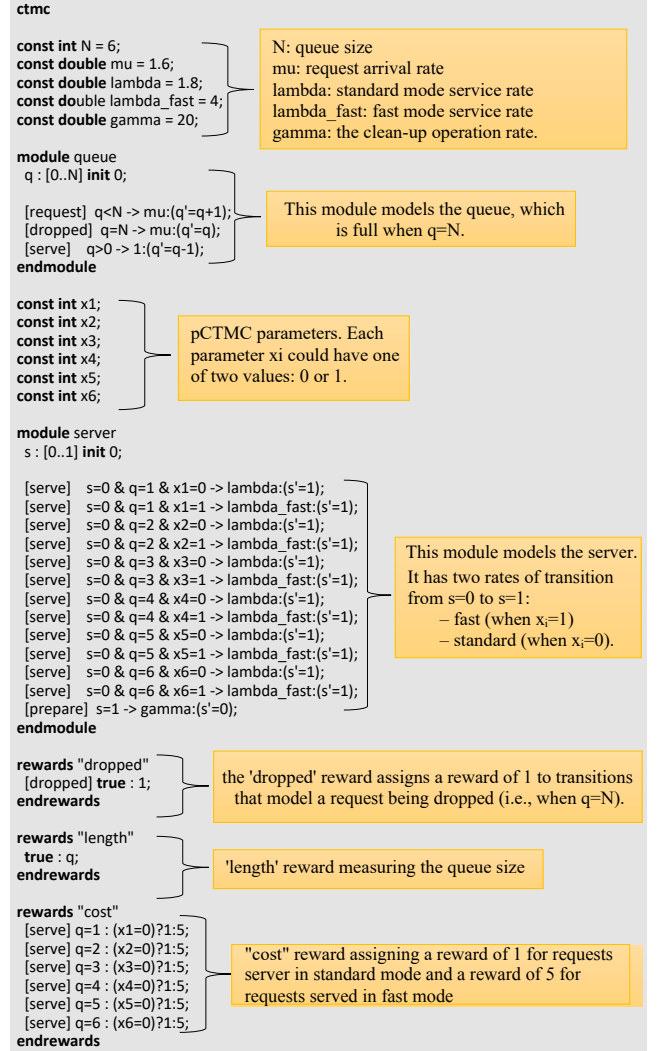 ctmc
const int N = 6;
const double mu = 1.6;
const double lambda = 1.8;
const double lambda_fast = 4;
const double gamma = 20;
N: queue size
mu: request arrival rate
lambda: standard mode service rate
lambda_fast: fast mode service rate
gamma: the clean-up operation rate.
module queue
q : [0..N] init 0;
[request] q<N -> mu:(q'=q+1);
[dropped] q=N -> mu:(q'=q);
[serve] q>0 -> 1:(q'=q-1);
endmodule
This module models the queue, which
is full when q=N.
const int x1;
const int x2;
const int x3;
const int x4;
const int x5;
const int x6;
pCTMC parameters. Each
parameter xi could have one
of two values: 0 or 1.
module server
s : [0..1] init 0;
[serve] s=0 & q=1 & x1=0 -> lambda:(s'=1);
[serve] s=0 & q=1 & x1=1 -> lambda_fast:(s'=1);
[serve] s=0 & q=2 & x2=0 -> lambda:(s'=1);
[serve] s=0 & q=2 & x2=1 -> lambda_fast:(s'=1);
[serve] s=0 & q=3 & x3=0 -> lambda:(s'=1);
[serve] s=0 & q=3 & x3=1 -> lambda_fast:(s'=1);
[serve] s=0 & q=4 & x4=0 -> lambda:(s'=1);
[serve] s=0 & q=4 & x4=1 -> lambda_fast:(s'=1);
[serve] s=0 & q=5 & x5=0 -> lambda:(s'=1);
[serve] s=0 & q=5 & x5=1 -> lambda_fast:(s'=1);
[serve] s=0 & q=6 & x6=0 -> lambda:(s'=1);
[serve] s=0 & q=6 & x6=1 -> lambda_fast:(s'=1);
[prepare] s=1 -> gamma:(s'=0);
endmodule
This module models the server.
It has two rates of transition
from s=0 to s=1:
– fast (when xi=1)
– standard (when xi=0).
rewards "dropped"
[dropped] true : 1;
endrewards
the 'dropped' reward assigns a reward of 1 to transitions
that model a request being dropped (i.e., when q=N).
rewards "length"
true : q;
endrewards
'length' reward measuring the queue size
rewards "cost"
[serve] q=1 : (x1=0)?1:5;
[serve] q=2 : (x2=0)?1:5;
[serve] q=3 : (x3=0)?1:5;
[serve] q=4 : (x4=0)?1:5;
[serve] q=5 : (x5=0)?1:5;
[serve] q=6 : (x6=0)?1:5;
endrewards
"cost" reward assigning a reward of 1 for requests
server in standard mode and a reward of 5 for
requests served in fast mode